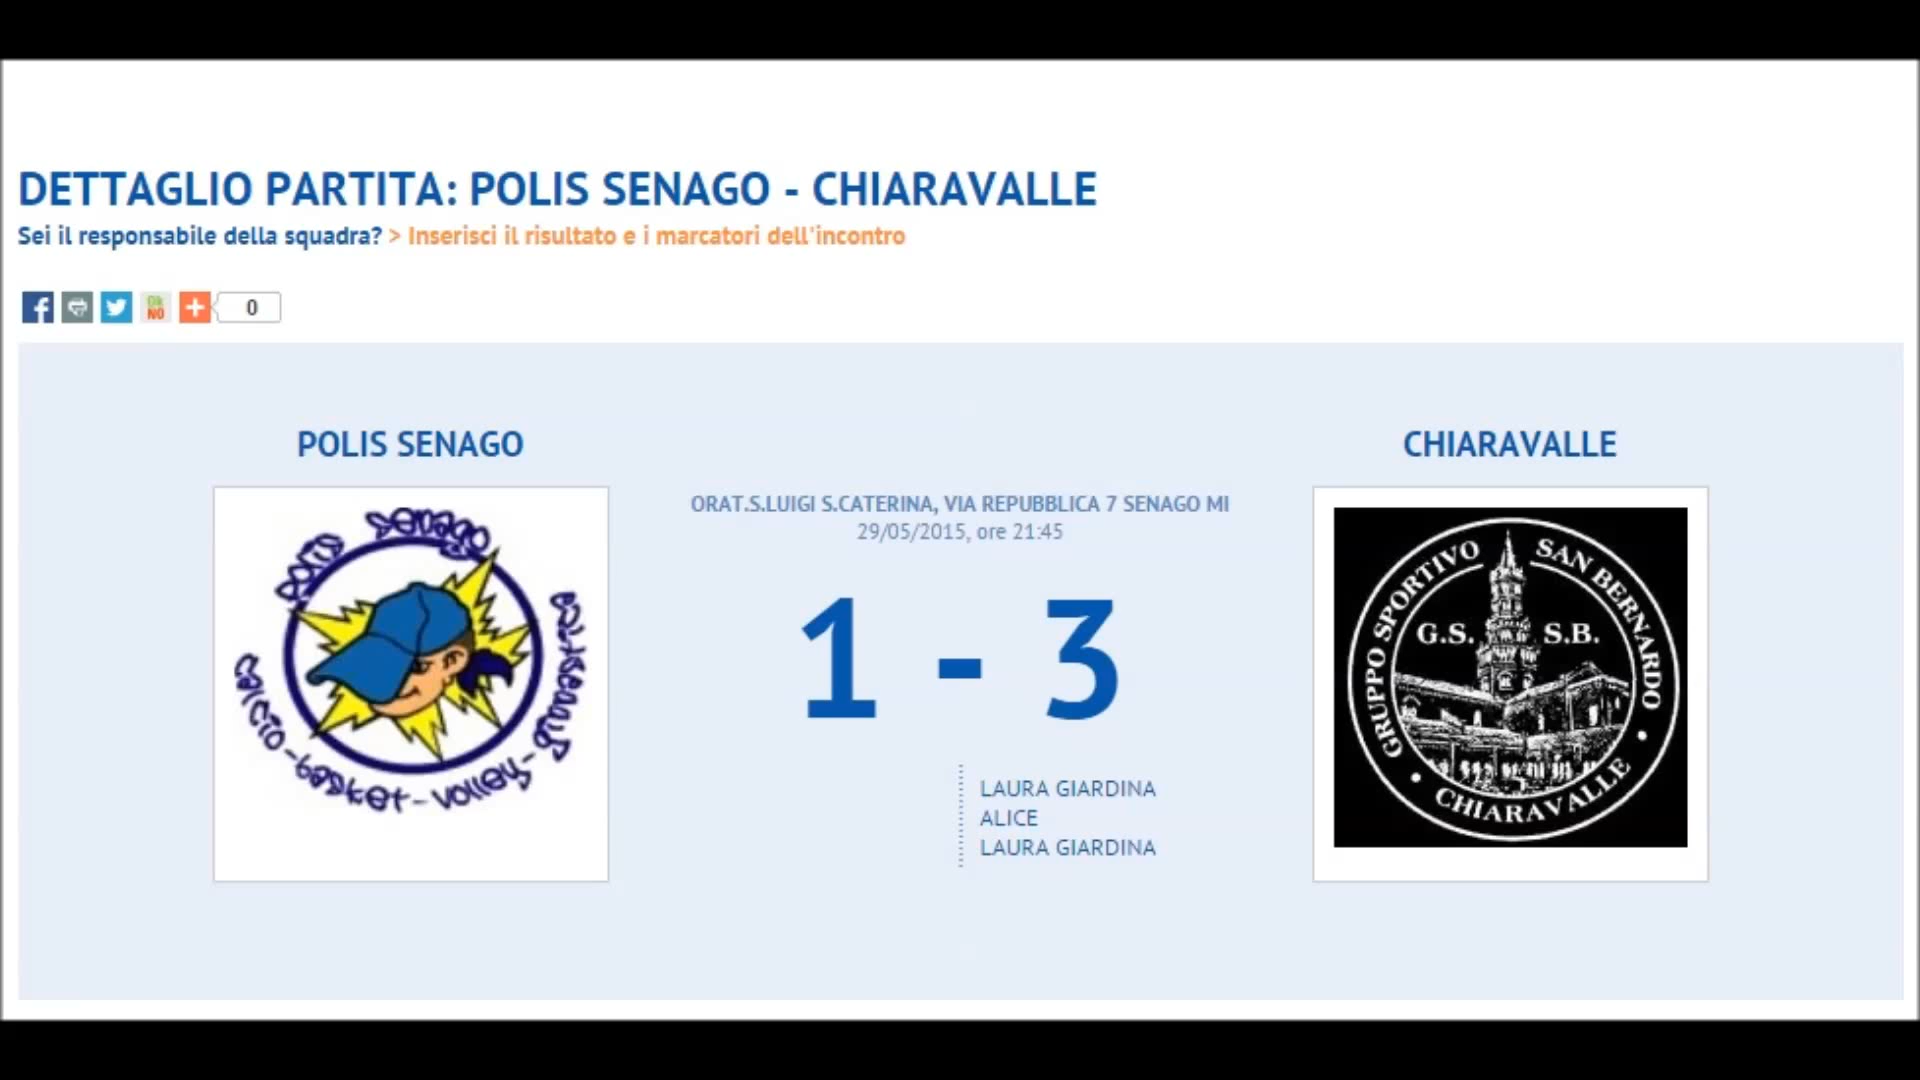 DETTAGLIO PARTITA: POLIS SENAGO - CHIARAVALLE
Sei il responsabile della squadra? > Inserisci il risultato e i marcatori dell'incontro
0
POLIS SENAGO
CHIARAVALLE
ORAT.S.LUIGI S.CATERINA, VIA REPUBBLICA 7 SENAGO MI
29/05/2015, ore 21:45
1 - 3
LAURA GIARDINA
ALICE
LAURA GIARDINA
polis senago
calcio - basket - volley -
GRUPPO SPORTIVO SAN BERNARDO
G.S. S.B.
• CHIARAVALLE •